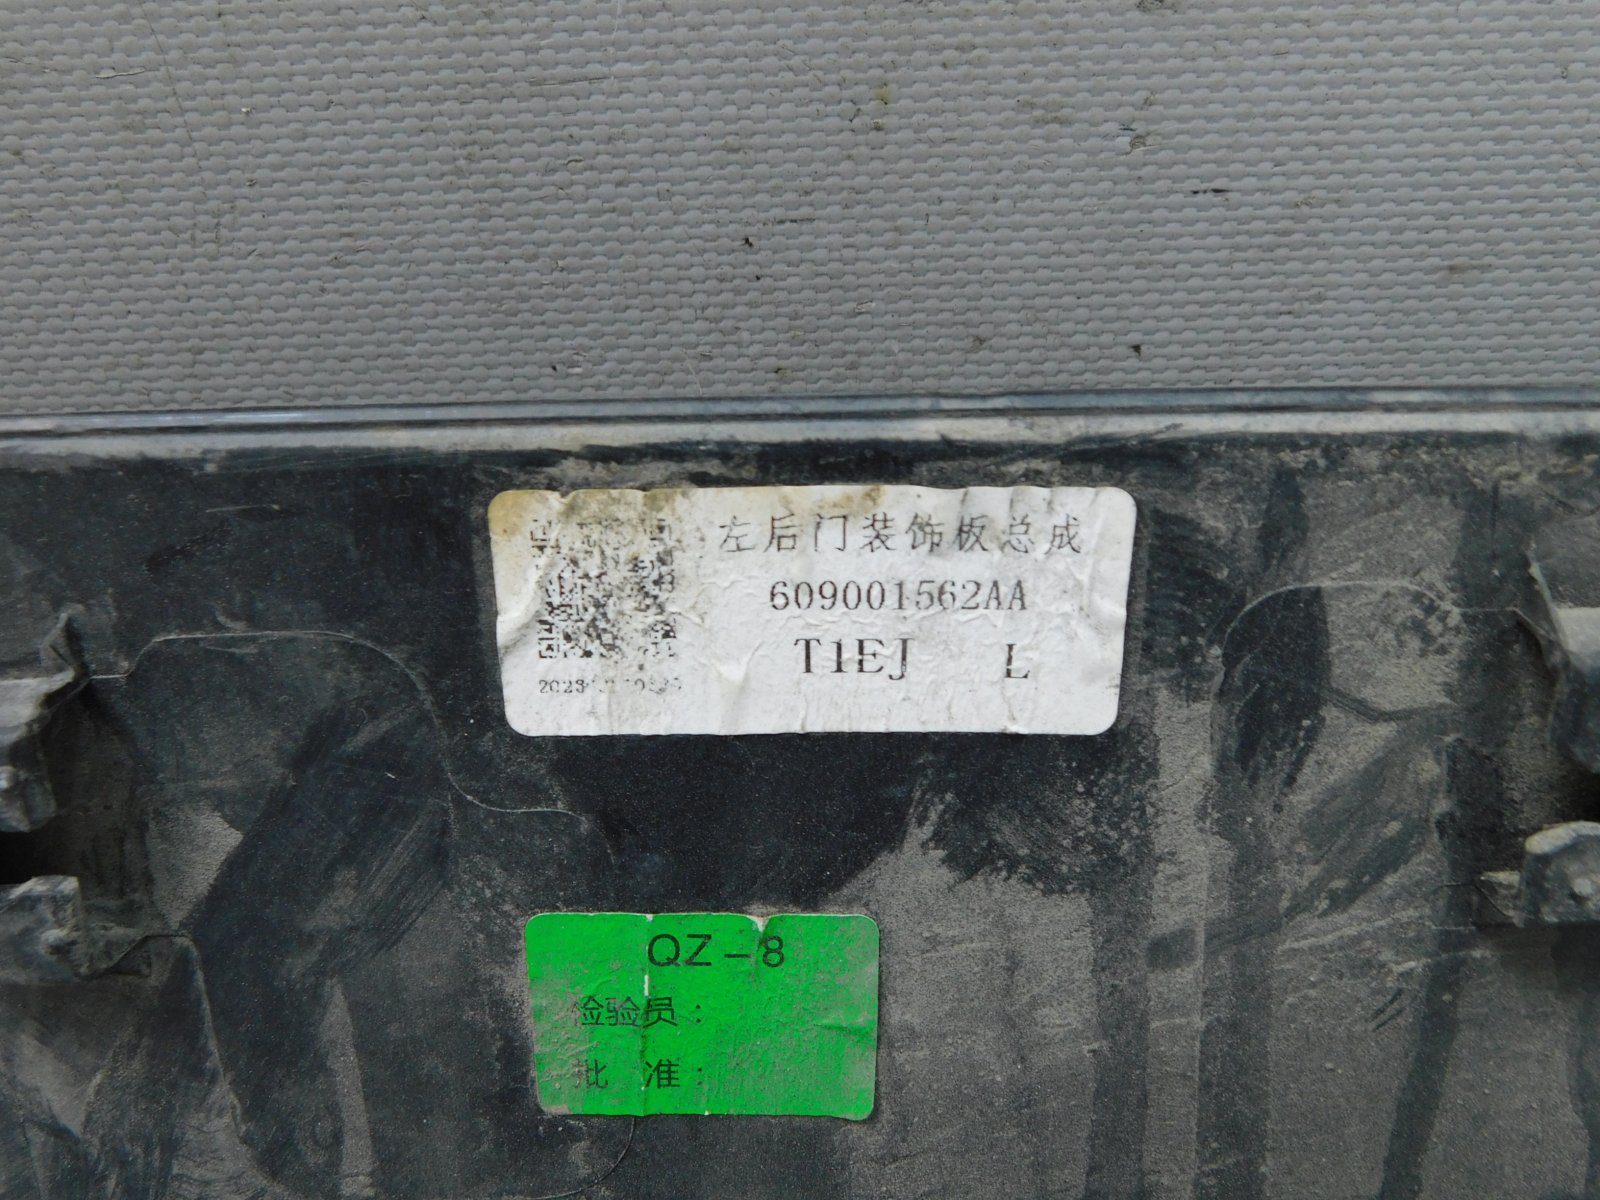 左后门装饰板总成
609001562AA
T1EJ L
QZ-8
检验员：
批 准：